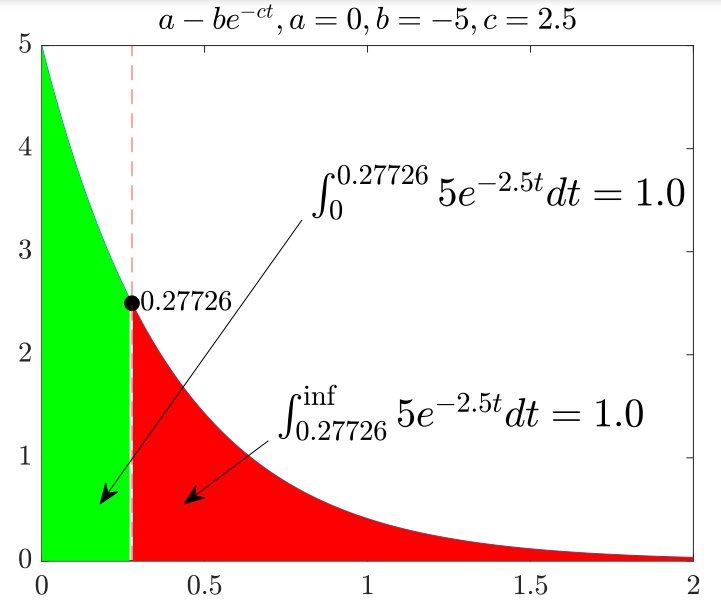 a − be^{−ct}, a = 0, b = −5, c = 2.5
5
4
3
2
1
0
∫_0^{0.27726} 5e^{−2.5t}dt = 1.0
0.27726
∫_{0.27726}^{inf} 5e^{−2.5t}dt = 1.0
0 0.5 1 1.5 2